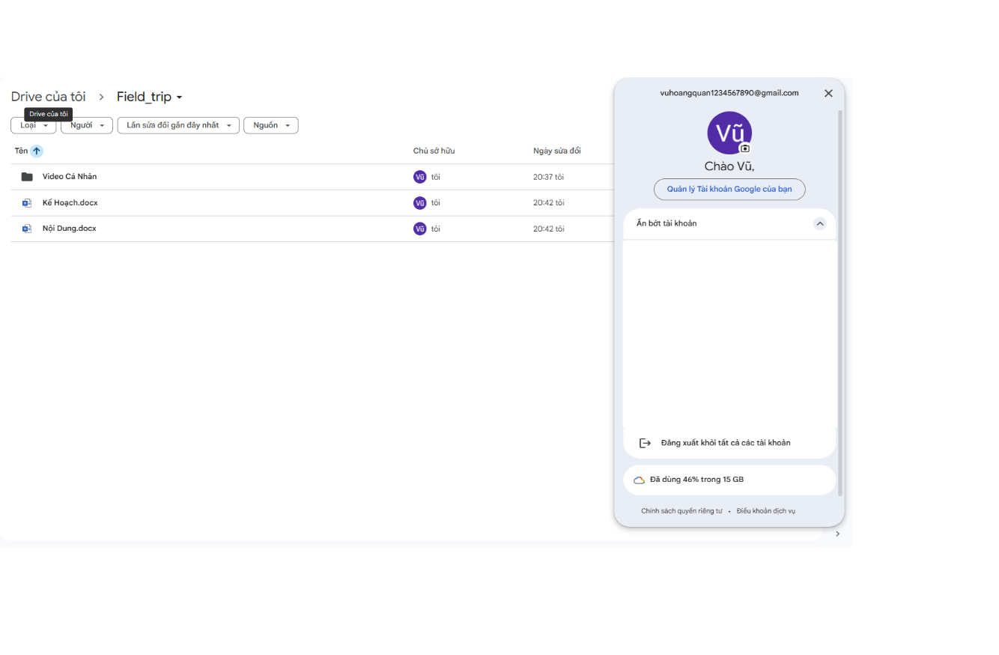 Drive của tôi > Field_trip
Drive của tôi
Loại Người Lần sửa đổi gần đây nhất Nguồn
Tên Chủ sở hữu Ngày sửa đổi
Video Cá Nhân Vũ tôi 20:37 tôi
Kế Hoạch.docx Vũ tôi 20:42 tôi
Nội Dung.docx Vũ tôi 20:42 tôi
vuhoangquan1234567890@gmail.com
Vũ
Chào Vũ,
Quản lý Tài khoản Google của bạn
Ẩn bớt tài khoản
Đăng xuất khỏi tất cả các tài khoản
Đã dùng 46% trong 15 GB
Chính sách quyền riêng tư • Điều khoản dịch vụ